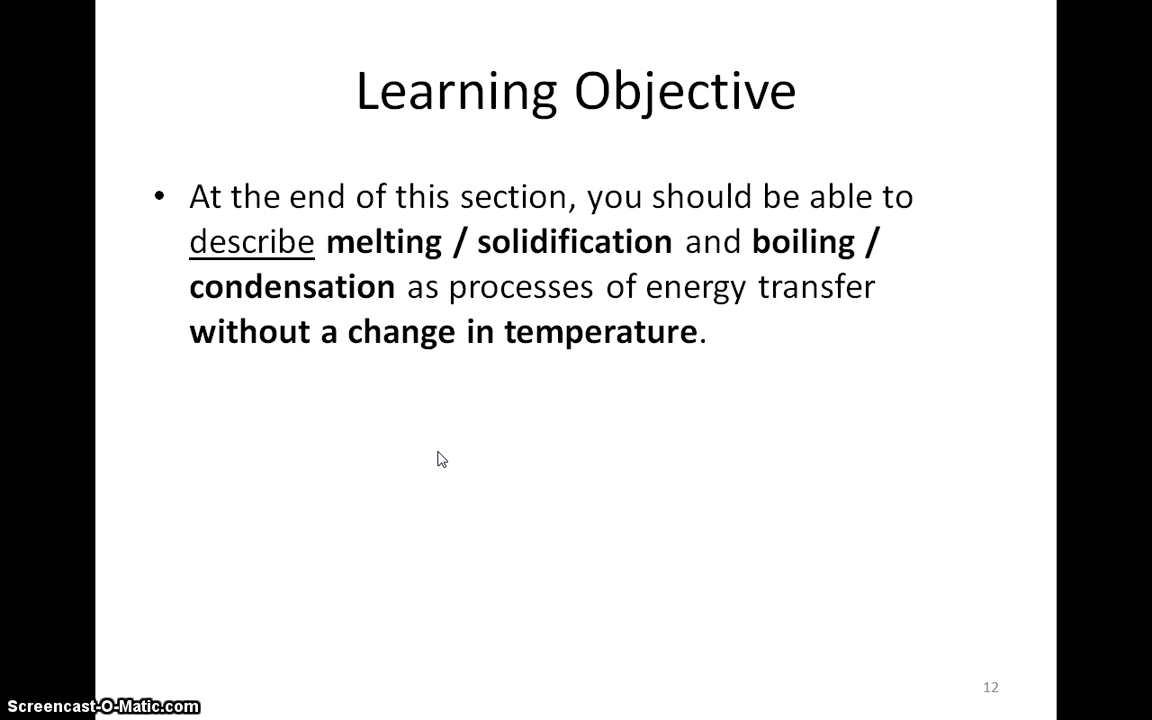 Learning Objective
• At the end of this section, you should be able to
describe melting / solidification and boiling /
condensation as processes of energy transfer
without a change in temperature.
12
Screencast-O-Matic.com